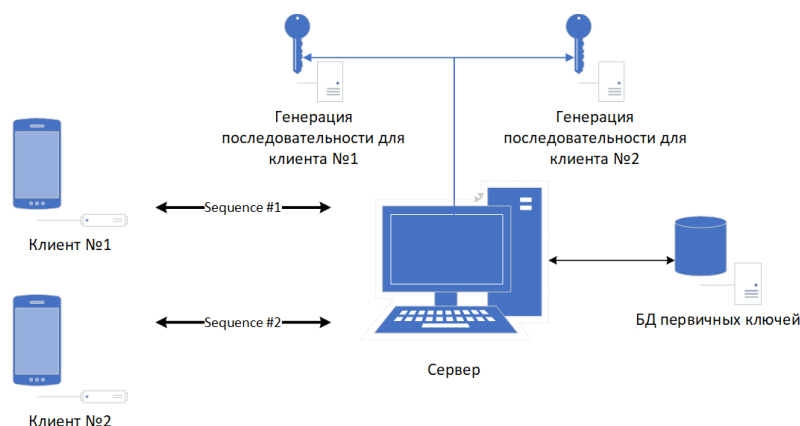 Генерация
последовательности для
клиента №1
Генерация
последовательности для
клиента №2
Sequence #1
Клиент №1
Sequence #2
БД первичных ключей
Сервер
Клиент №2